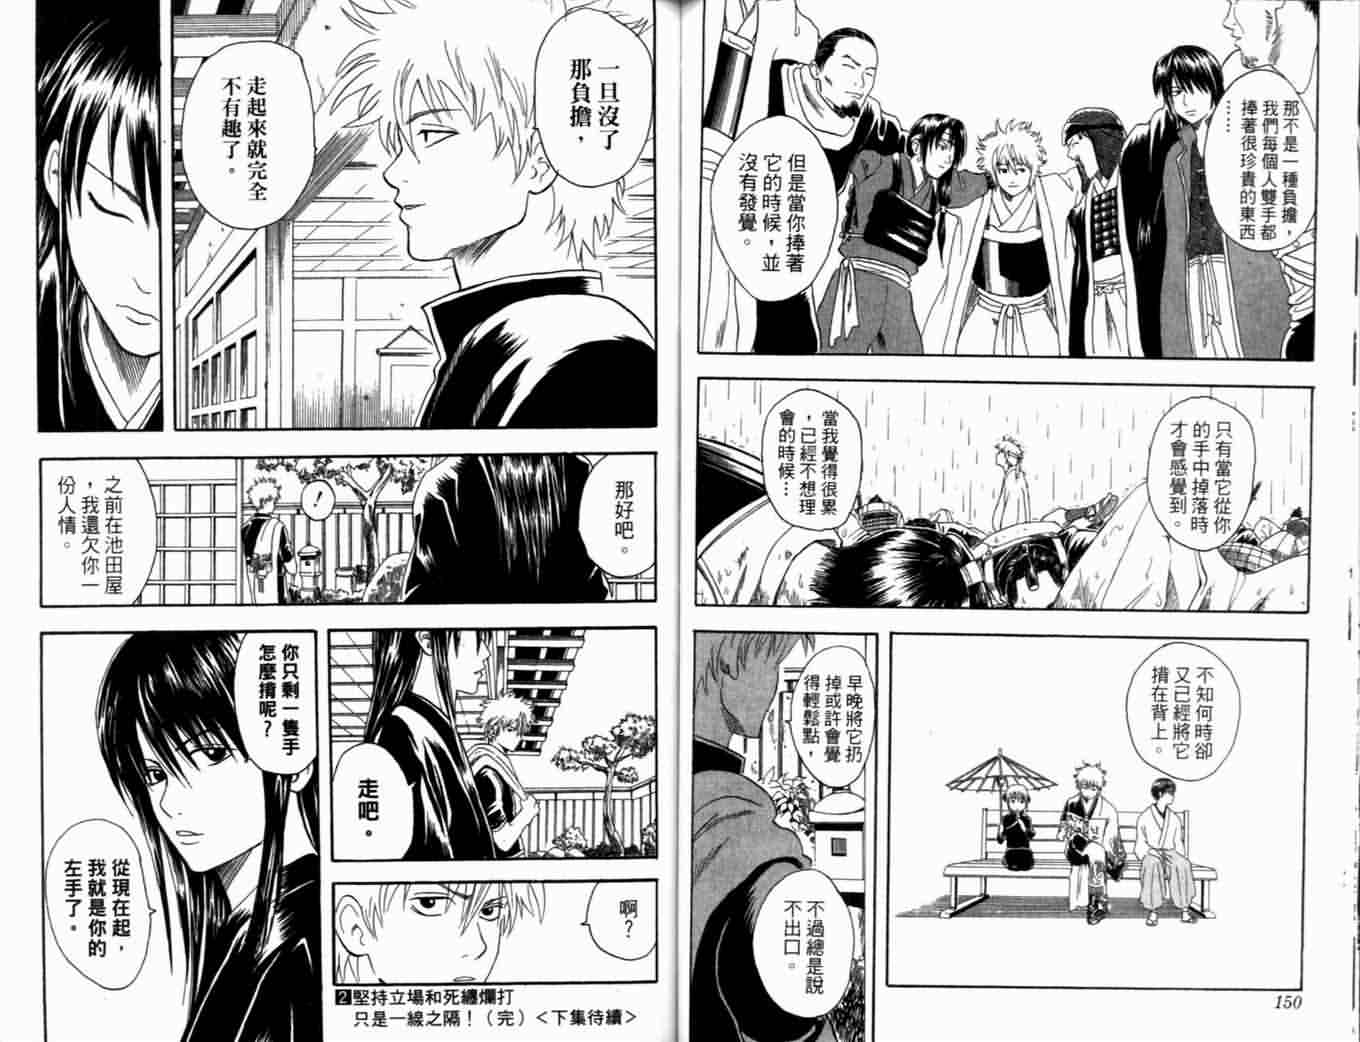 那不是一種負擔，
我們每個人雙手都
捧著很珍貴的東西
……
但是當你捧著
它的時候，並
沒有發覺。
只有當它從你
的手中掉落時
才會感覺到。
當我覺得很累
，已經不想理
會的時候…
不知何時卻
又已經將它
揹在背上。
早晚將它扔
掉或許會覺
得輕鬆點，
不過總是說
不出口。
150
一旦沒了
那負擔，
走起來就完全
不有趣了。
那好吧。
！
之前在池田屋
，我還欠你一
份人情。
走吧。
啊？
你只剩一隻手
怎麼揹呢？
從現在起，
我就是你的
左手了。
2堅持立場和死纏爛打
只是一線之隔！（完）＜下集待續＞